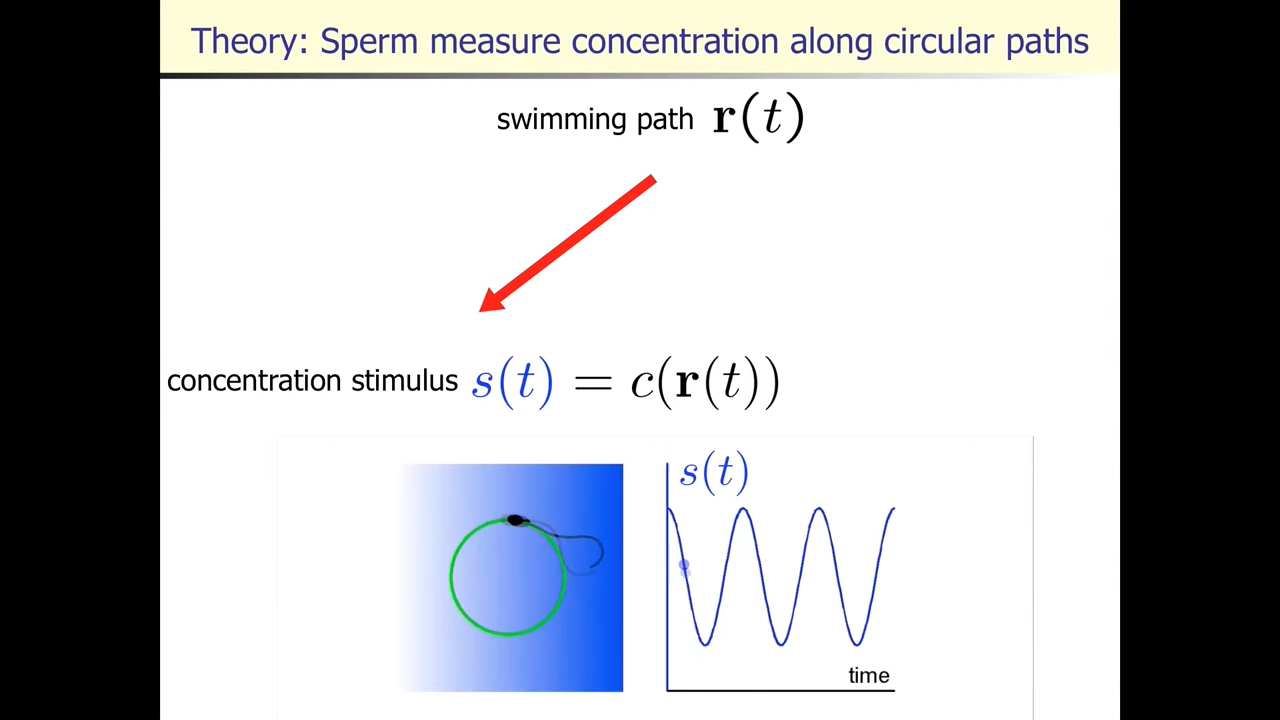 Theory: Sperm measure concentration along circular paths
swimming path r(t)
concentration stimulus s(t) = c(r(t))
s(t)
time